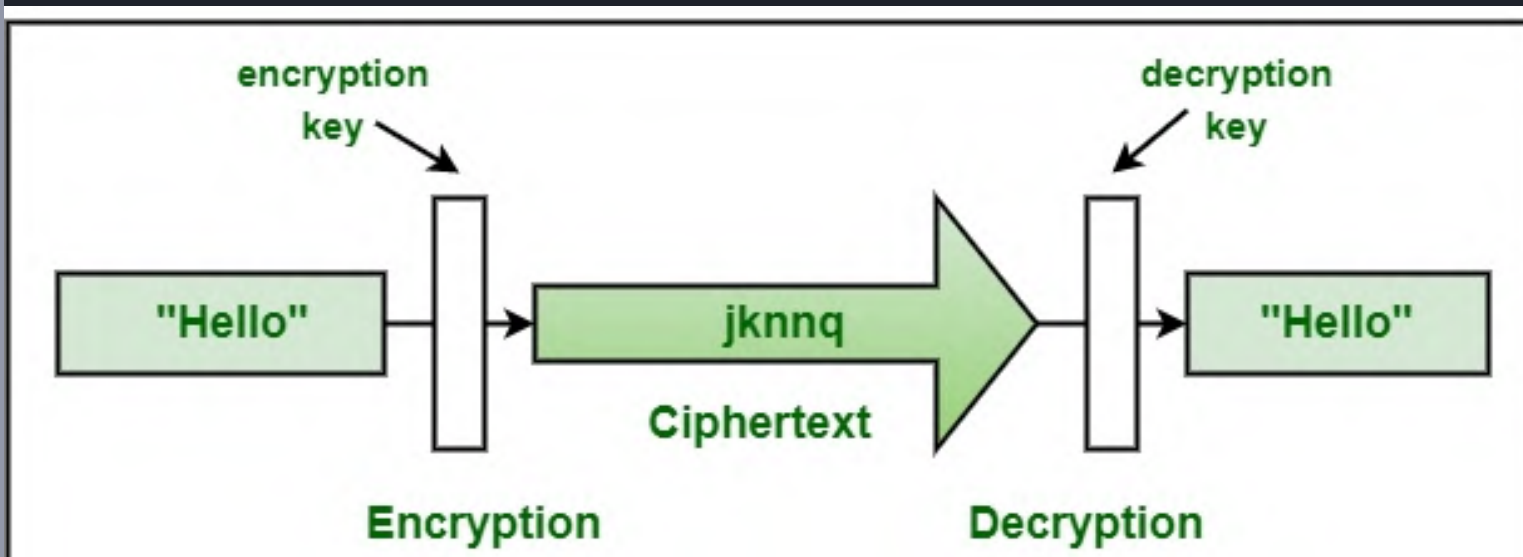 encryption
key
decryption
key
"Hello"
jknnq
"Hello"
Ciphertext
Encryption
Decryption